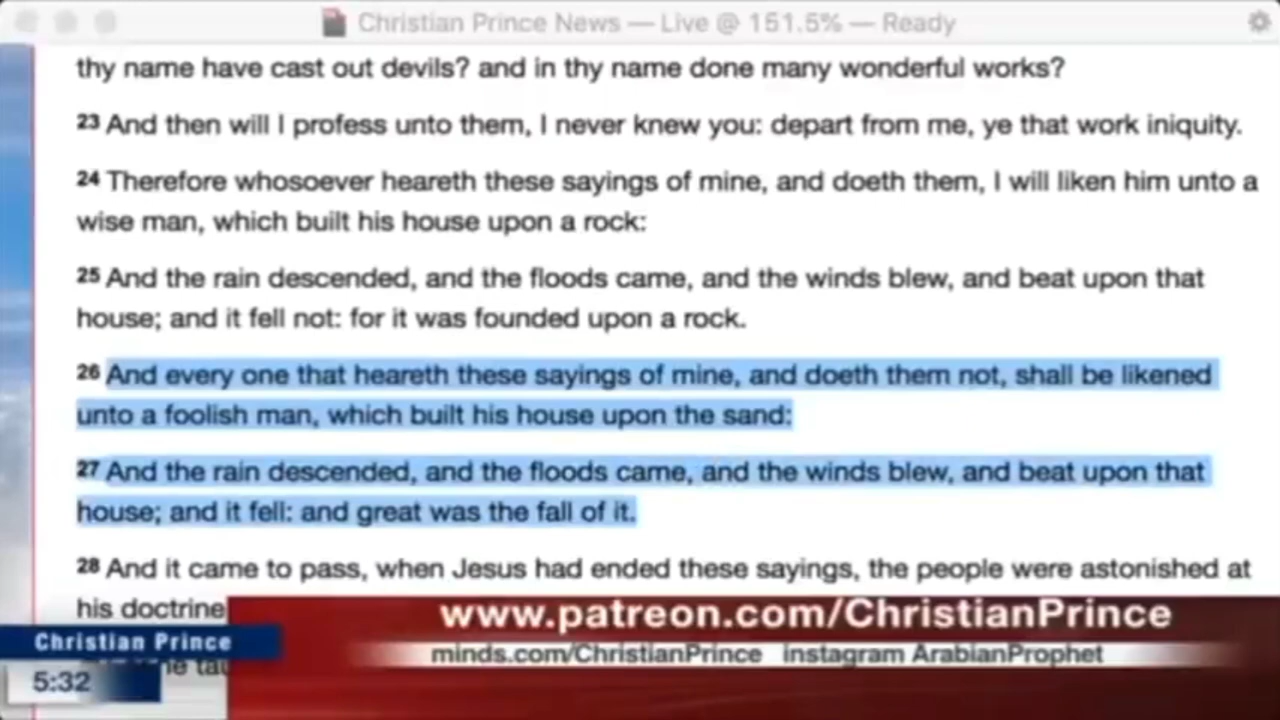 Christian Prince News — Live @ 151.5% — Ready
thy name have cast out devils? and in thy name done many wonderful works?
23 And then will I profess unto them, I never knew you: depart from me, ye that work iniquity.
24 Therefore whosoever heareth these sayings of mine, and doeth them, I will liken him unto a
wise man, which built his house upon a rock:
25 And the rain descended, and the floods came, and the winds blew, and beat upon that
house; and it fell not: for it was founded upon a rock.
26 And every one that heareth these sayings of mine, and doeth them not, shall be likened
unto a foolish man, which built his house upon the sand:
27 And the rain descended, and the floods came, and the winds blew, and beat upon that
house; and it fell: and great was the fall of it.
28 And it came to pass, when Jesus had ended these sayings, the people were astonished at
his doctrine
www.patreon.com/ChristianPrince
Christian Prince
minds.com/ChristianPrince instagram ArabianProphet
5:32